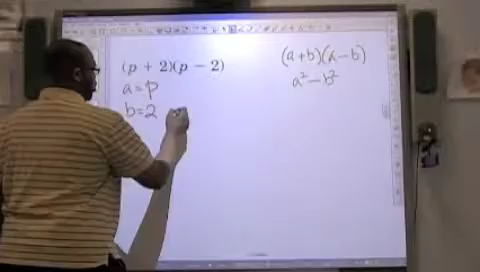 (p + 2)(p − 2)
a = p
b = 2
(a + b)(a − b)
a² − b²